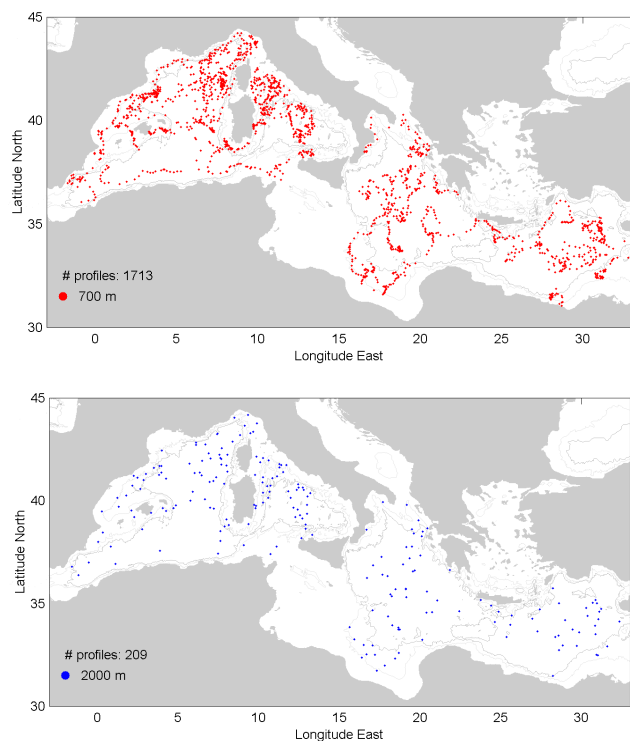 45
40
35
30
Latitude North
# profiles: 1713
700 m
0 5 10 15 20 25 30
Longitude East
45
40
35
30
Latitude North
# profiles: 209
2000 m
0 5 10 15 20 25 30
Longitude East